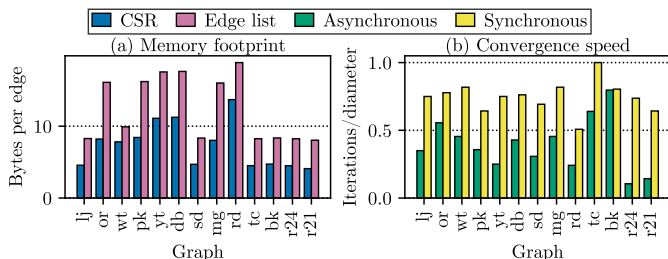 CSR Edge list Asynchronous Synchronous
(a) Memory footprint
Bytes per edge
10
0
lj or wt pk yt db sd mg rd tc bk r24 r21
Graph
(b) Convergence speed
Iterations/diameter
1.0
0.5
0.0
lj or wt pk yt db sd mg rd tc bk r24 r21
Graph